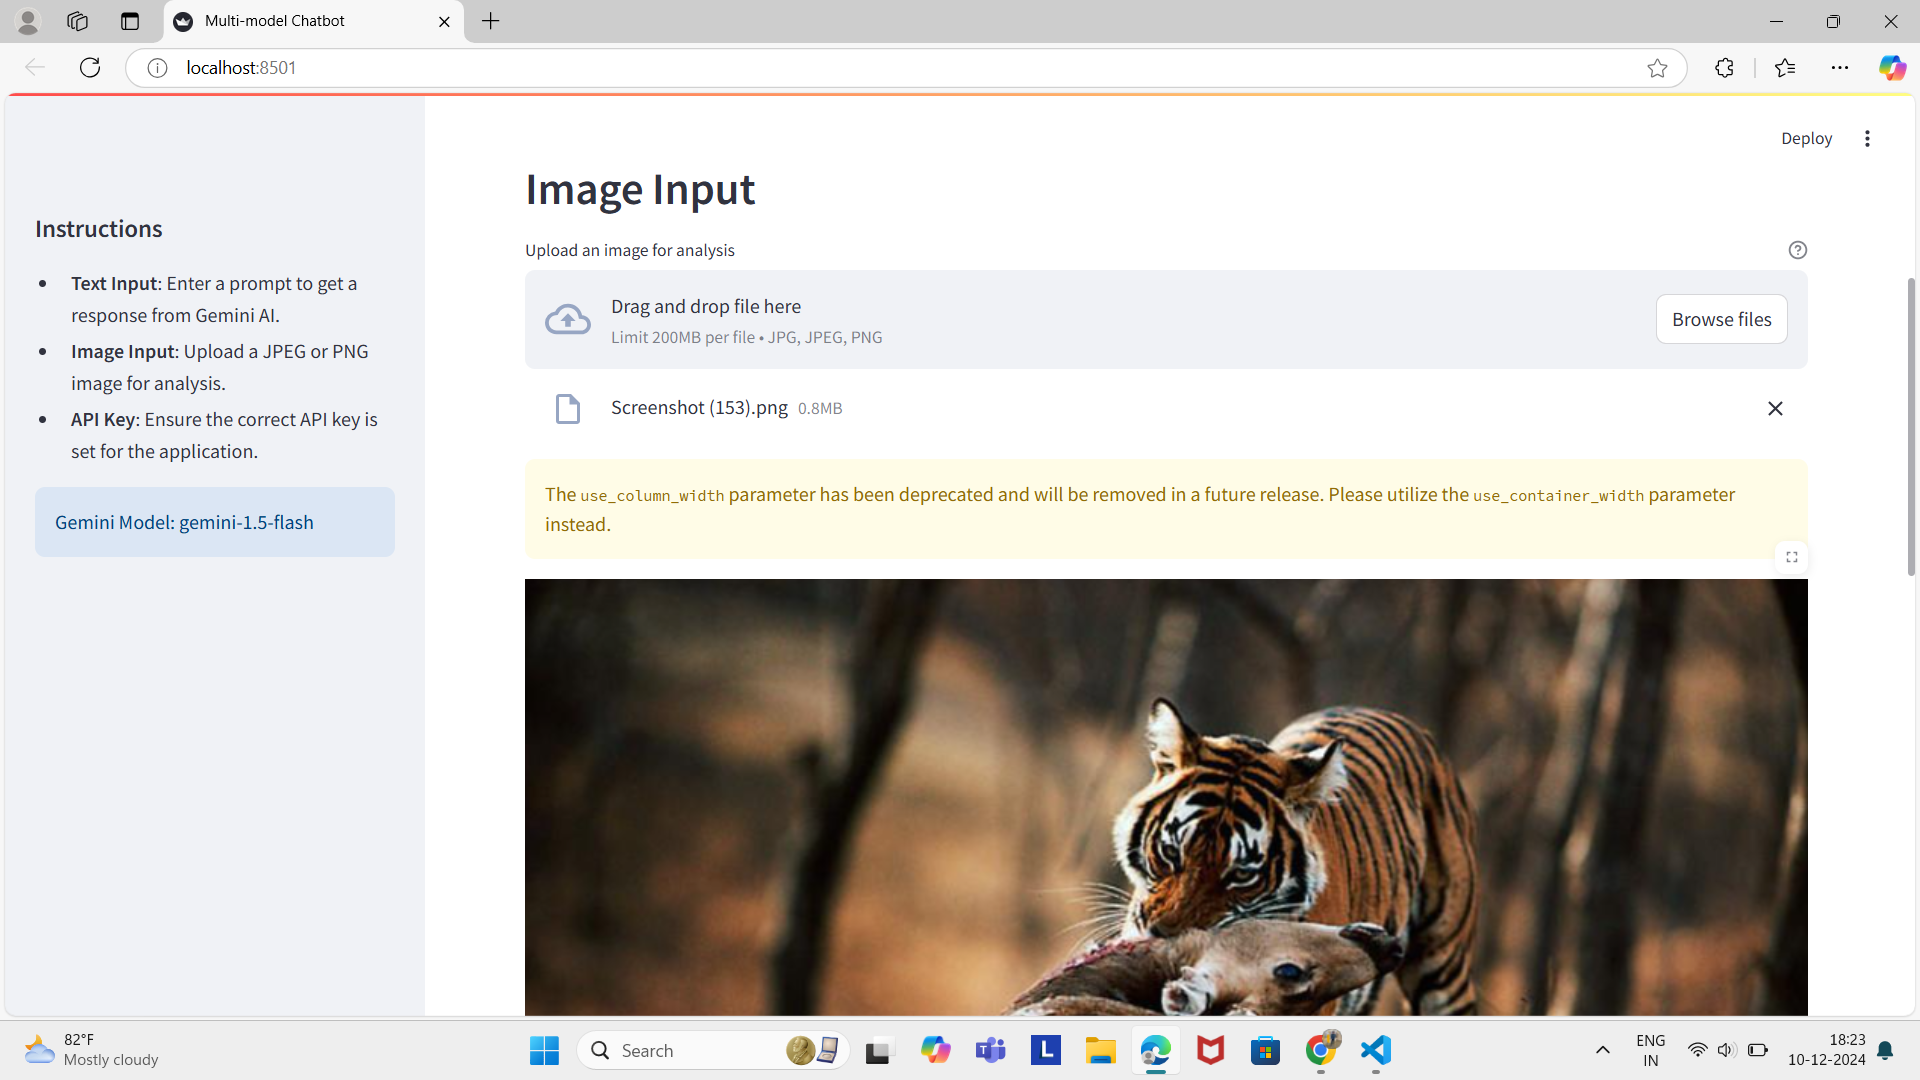 Multi-model Chatbot
localhost:8501
Deploy
Instructions
Text Input: Enter a prompt to get a
response from Gemini AI.
Image Input: Upload a JPEG or PNG
image for analysis.
API Key: Ensure the correct API key is
set for the application.
Gemini Model: gemini-1.5-flash
Image Input
Upload an image for analysis
Drag and drop file here
Limit 200MB per file • JPG, JPEG, PNG
Browse files
Screenshot (153).png 0.8MB
The use_column_width parameter has been deprecated and will be removed in a future release. Please utilize the use_container_width parameter
instead.
82°F
Mostly cloudy
Search
L
ENG
IN
18:23
10-12-2024